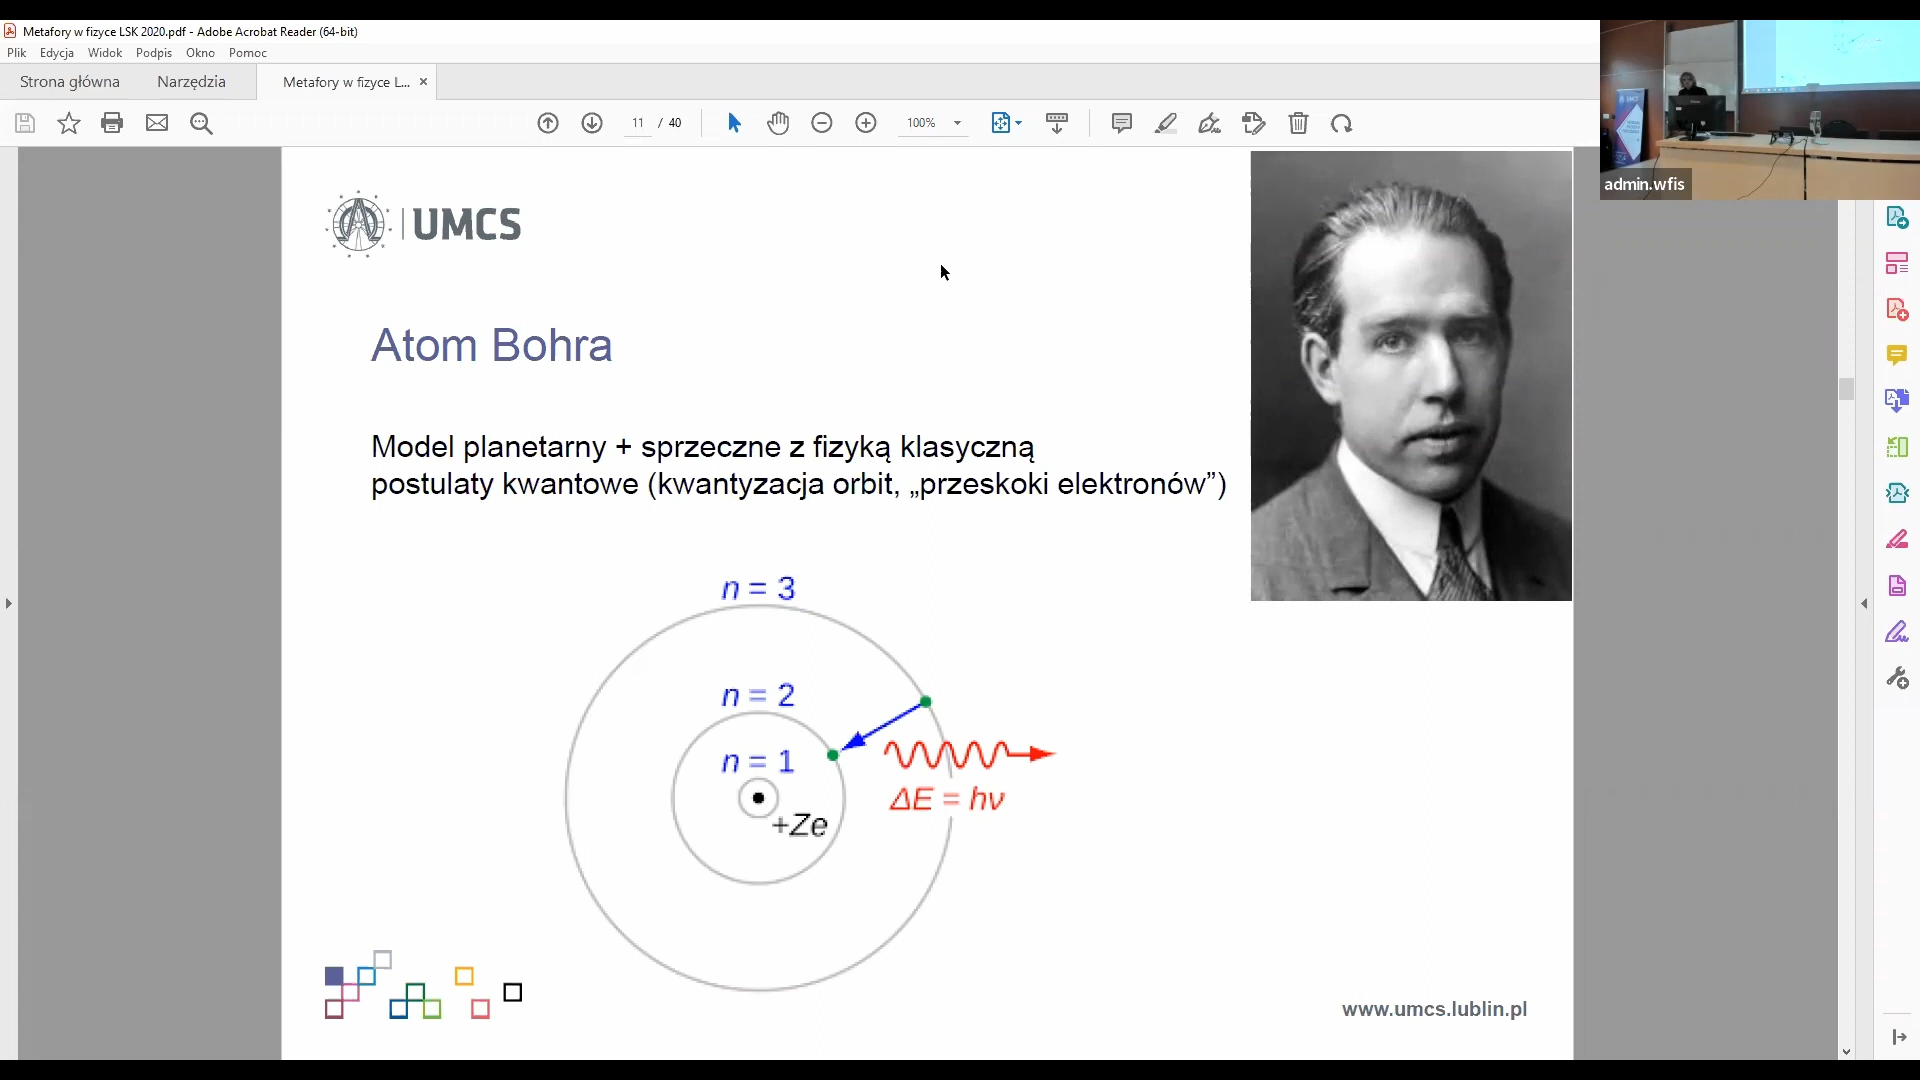 Metafory w fizyce LSK 2020.pdf - Adobe Acrobat Reader (64-bit)
Plik Edycja Widok Podpis Okno Pomoc
Strona główna Narzędzia Metafory w fizyce L... ×
11 / 40 100%
admin.wfis
UMCS
UMCS
Atom Bohra
Model planetarny + sprzeczne z fizyką klasyczną
postulaty kwantowe (kwantyzacja orbit, „przeskoki elektronów”)
n = 3
n = 2
n = 1
+Ze
ΔE = hν
www.umcs.lublin.pl